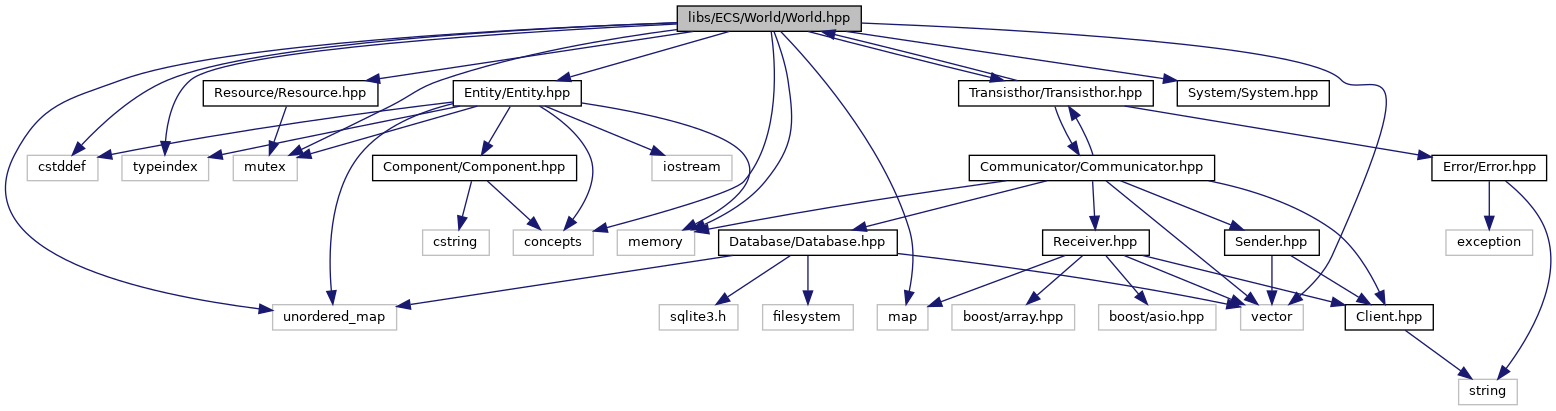 libs/ECS/World/World.hpp
Resource/Resource.hpp
Entity/Entity.hpp
Transisthor/Transisthor.hpp
System/System.hpp
cstddef
typeindex
mutex
Component/Component.hpp
iostream
Communicator/Communicator.hpp
Error/Error.hpp
cstring
concepts
memory
Database/Database.hpp
Receiver.hpp
Sender.hpp
exception
unordered_map
sqlite3.h
filesystem
map
boost/array.hpp
boost/asio.hpp
vector
Client.hpp
string